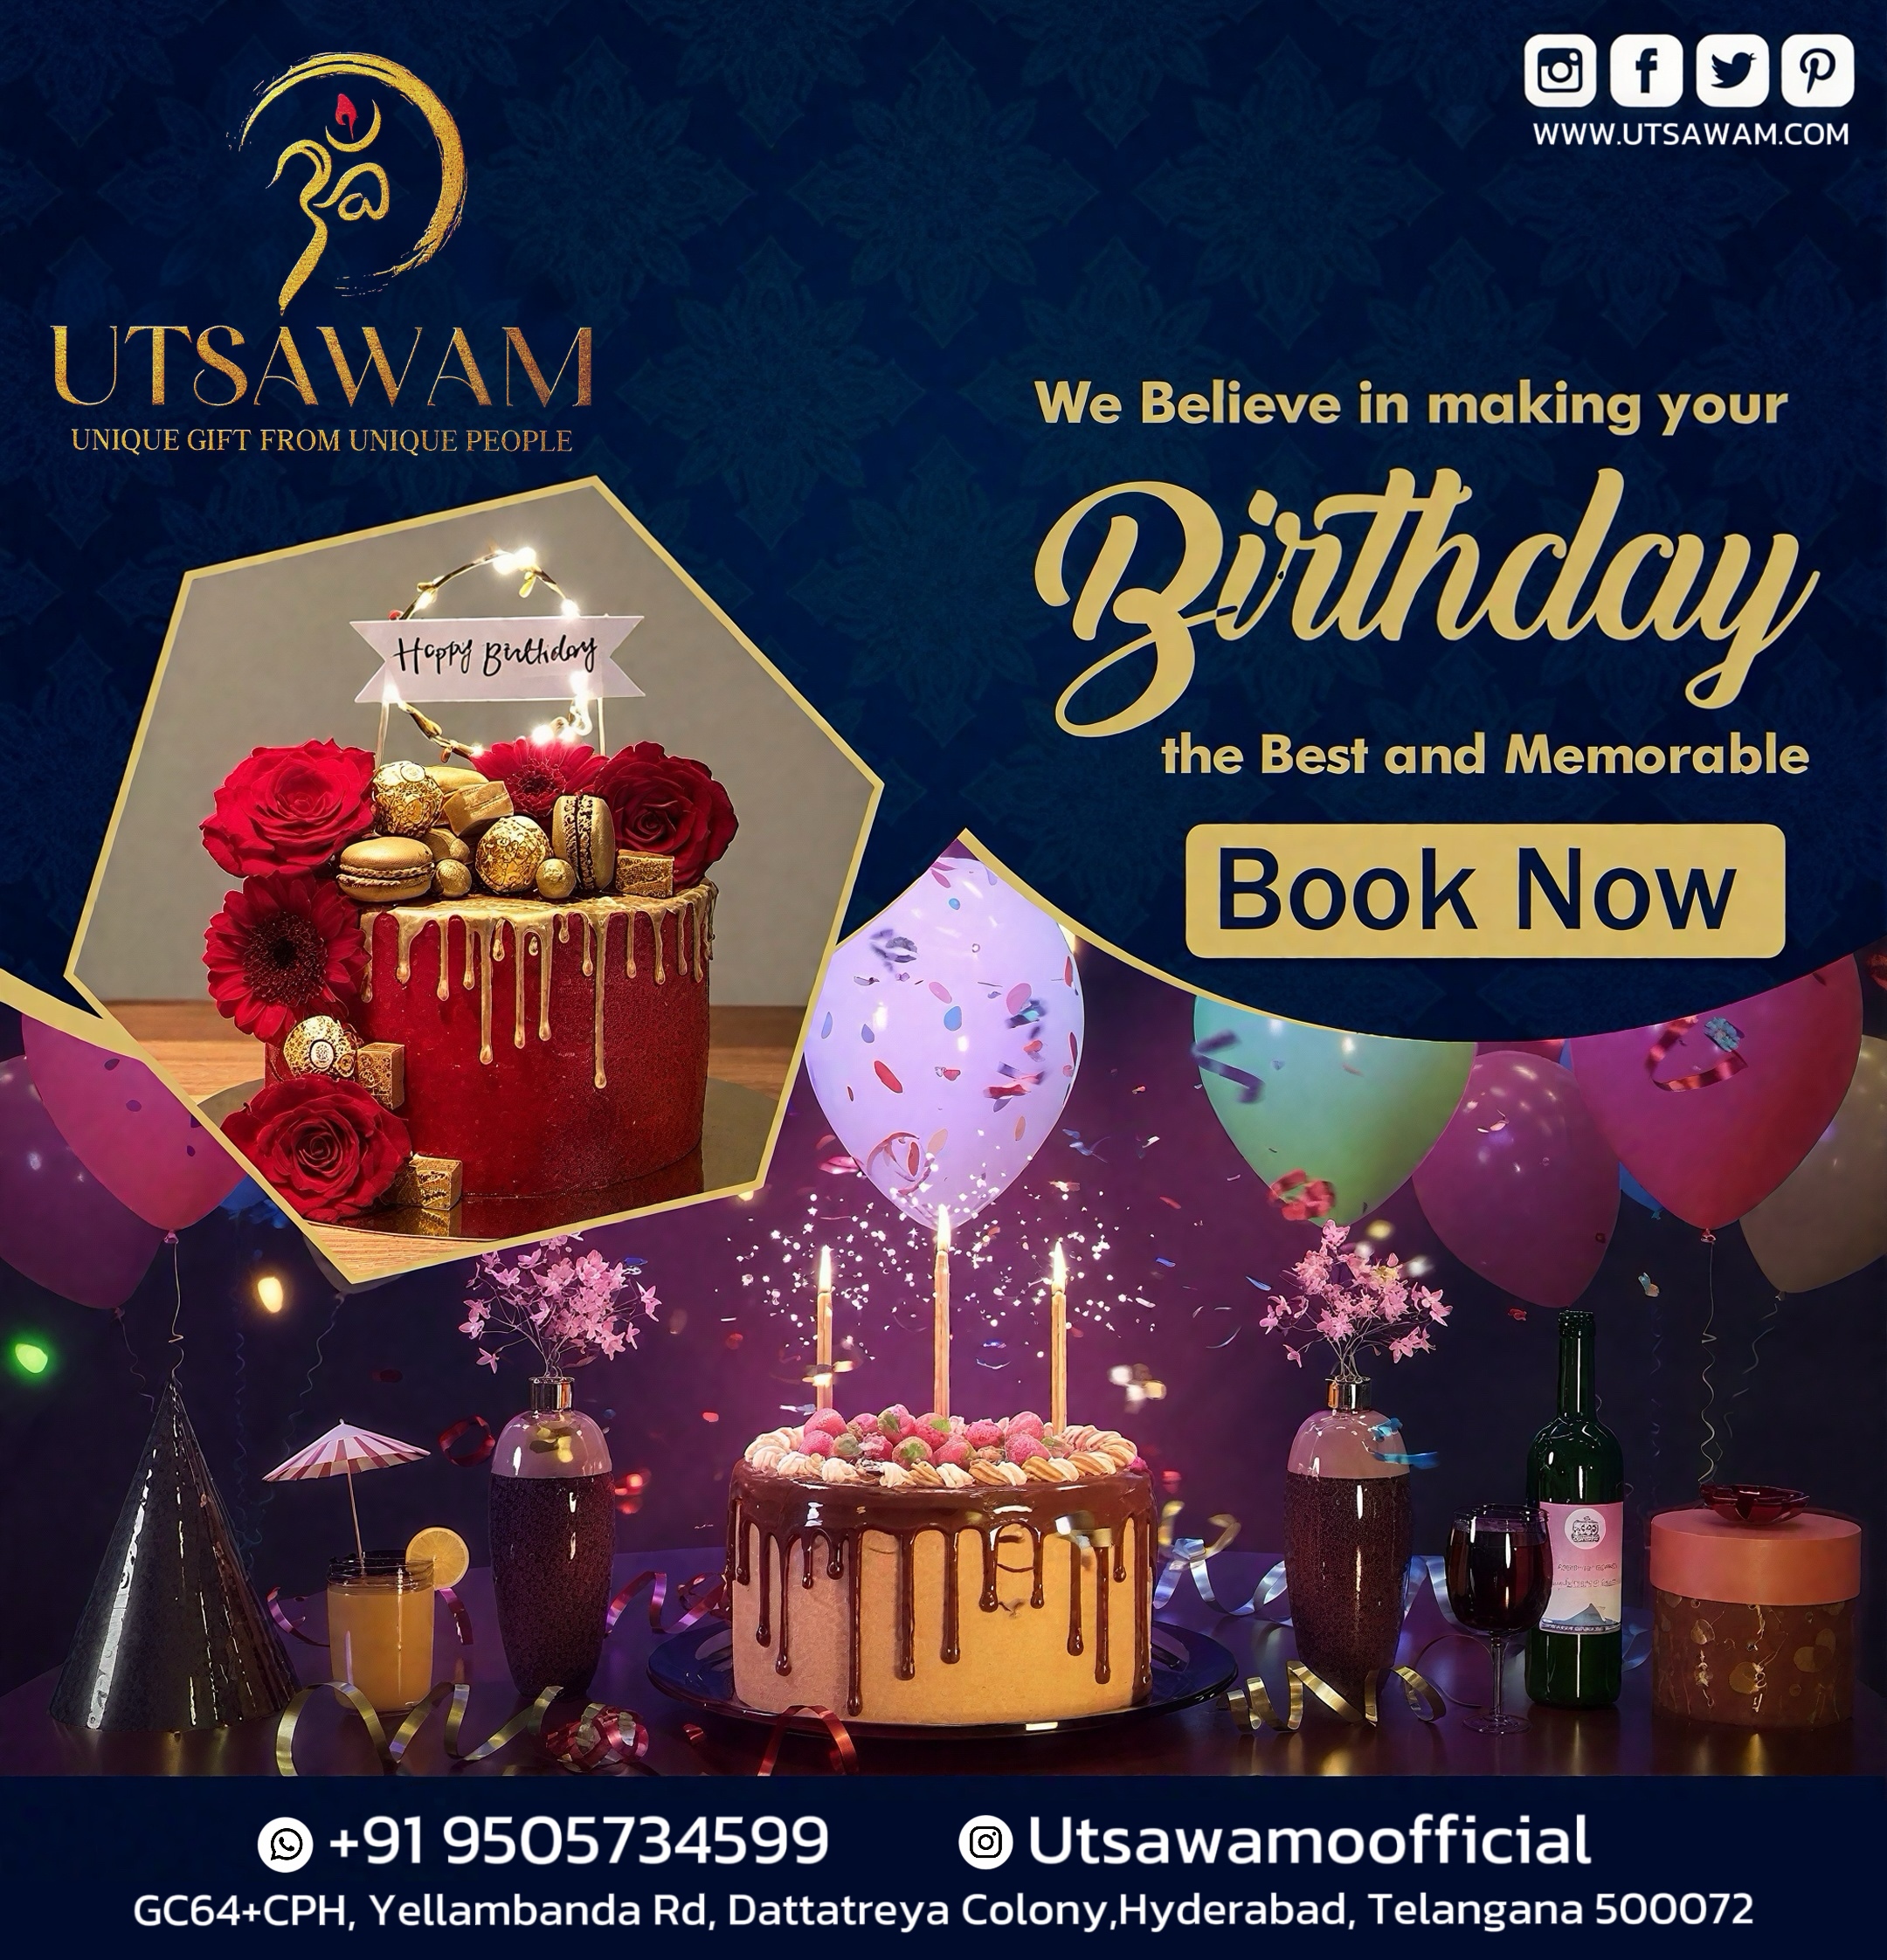 WWW.UTSAWAM.COM
UTSAWAM
UNIQUE GIFT FROM UNIQUE PEOPLE
We Believe in making your
Birthday
the Best and Memorable
Book Now
Happy Birthday
+91 9505734599
Utsawamoofficial
GC64+CPH, Yellambanda Rd, Dattatreya Colony,Hyderabad, Telangana 500072